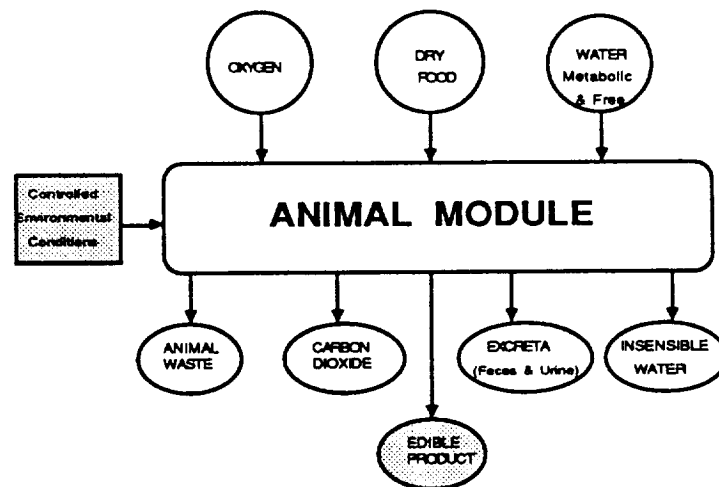 OXYGEN
DRY
FOOD
WATER
Metabolic
& Free
Controlled
Environmental
Conditions
ANIMAL MODULE
ANIMAL
WASTE
CARBON
DIOXIDE
EXCRETA
(Feces & Urine)
INSENSIBLE
WATER
EDIBLE
PRODUCT